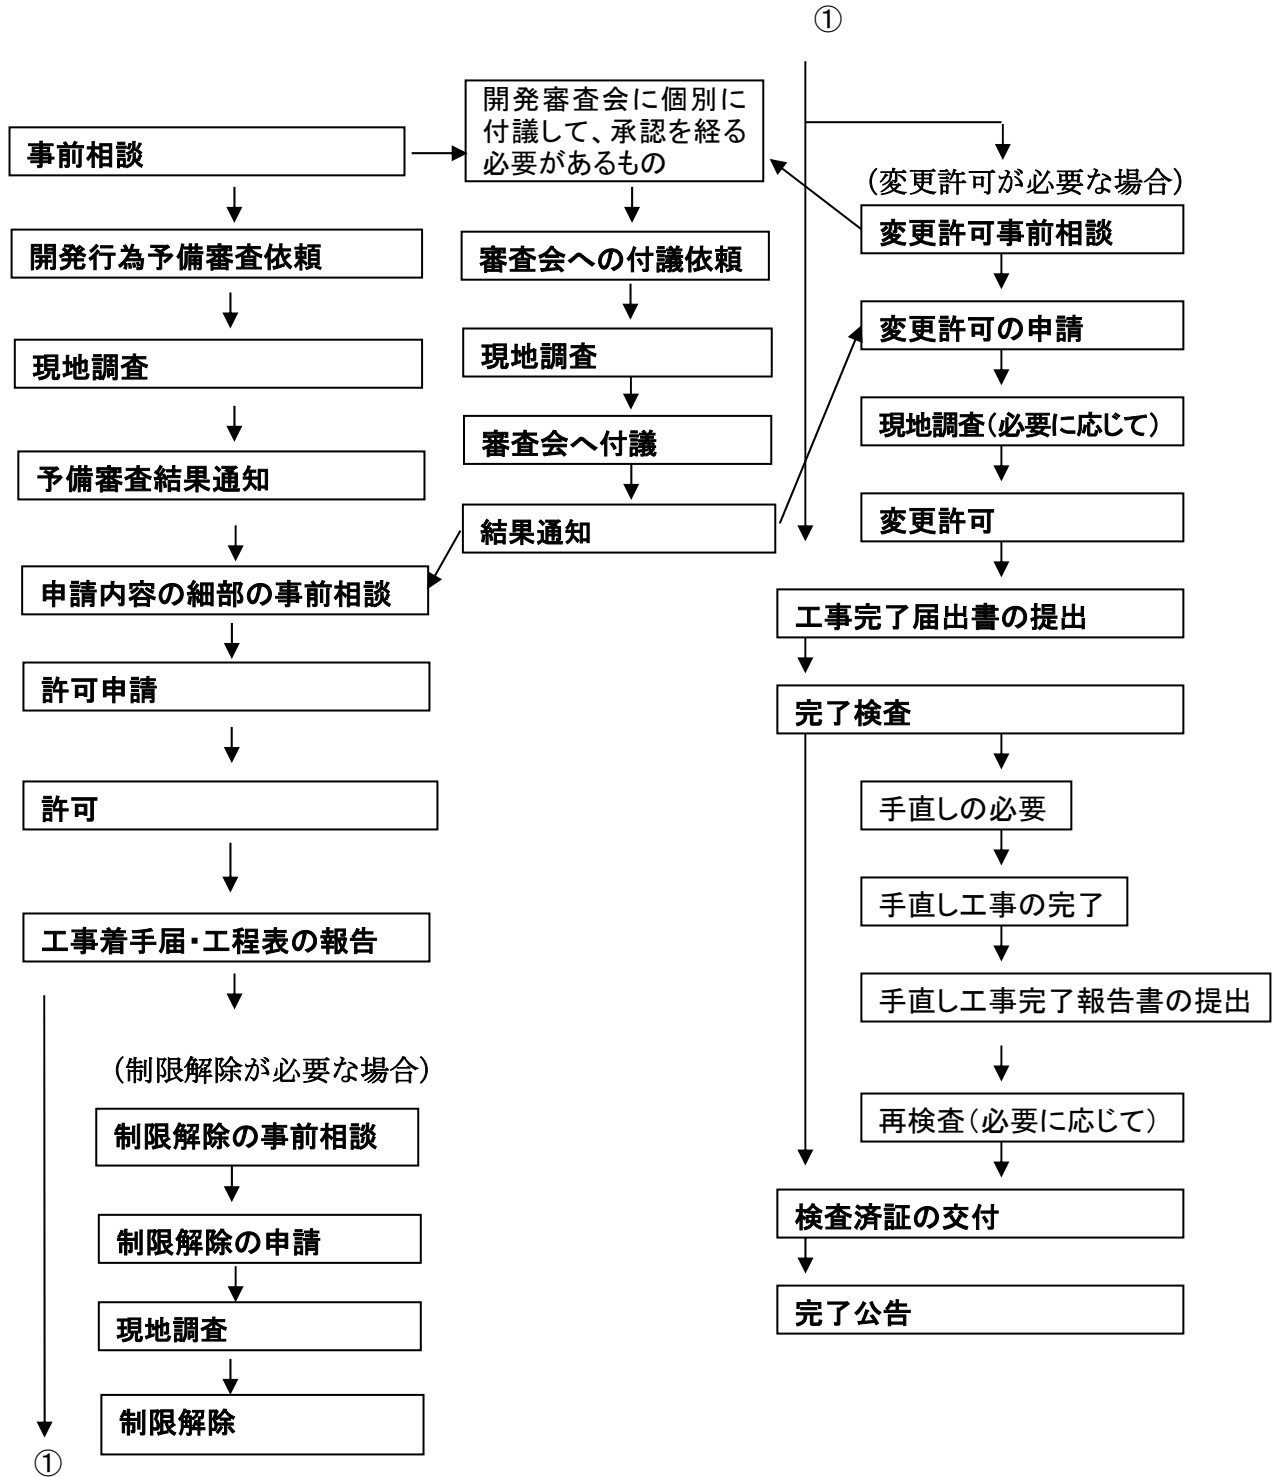 事前相談
開発行為予備審査依頼
現地調査
予備審査結果通知
申請内容の細部の事前相談
許可申請
許可
工事着手届・工程表の報告
（制限解除が必要な場合）
制限解除の事前相談
制限解除の申請
現地調査
制限解除
①
開発審査会に個別に
付議して、承認を経る
必要があるもの
審査会への付議依頼
現地調査
審査会へ付議
結果通知
①
（変更許可が必要な場合）
変更許可事前相談
変更許可の申請
現地調査（必要に応じて）
変更許可
工事完了届出書の提出
完了検査
手直しの必要
手直し工事の完了
手直し工事完了報告書の提出
再検査（必要に応じて）
検査済証の交付
完了公告